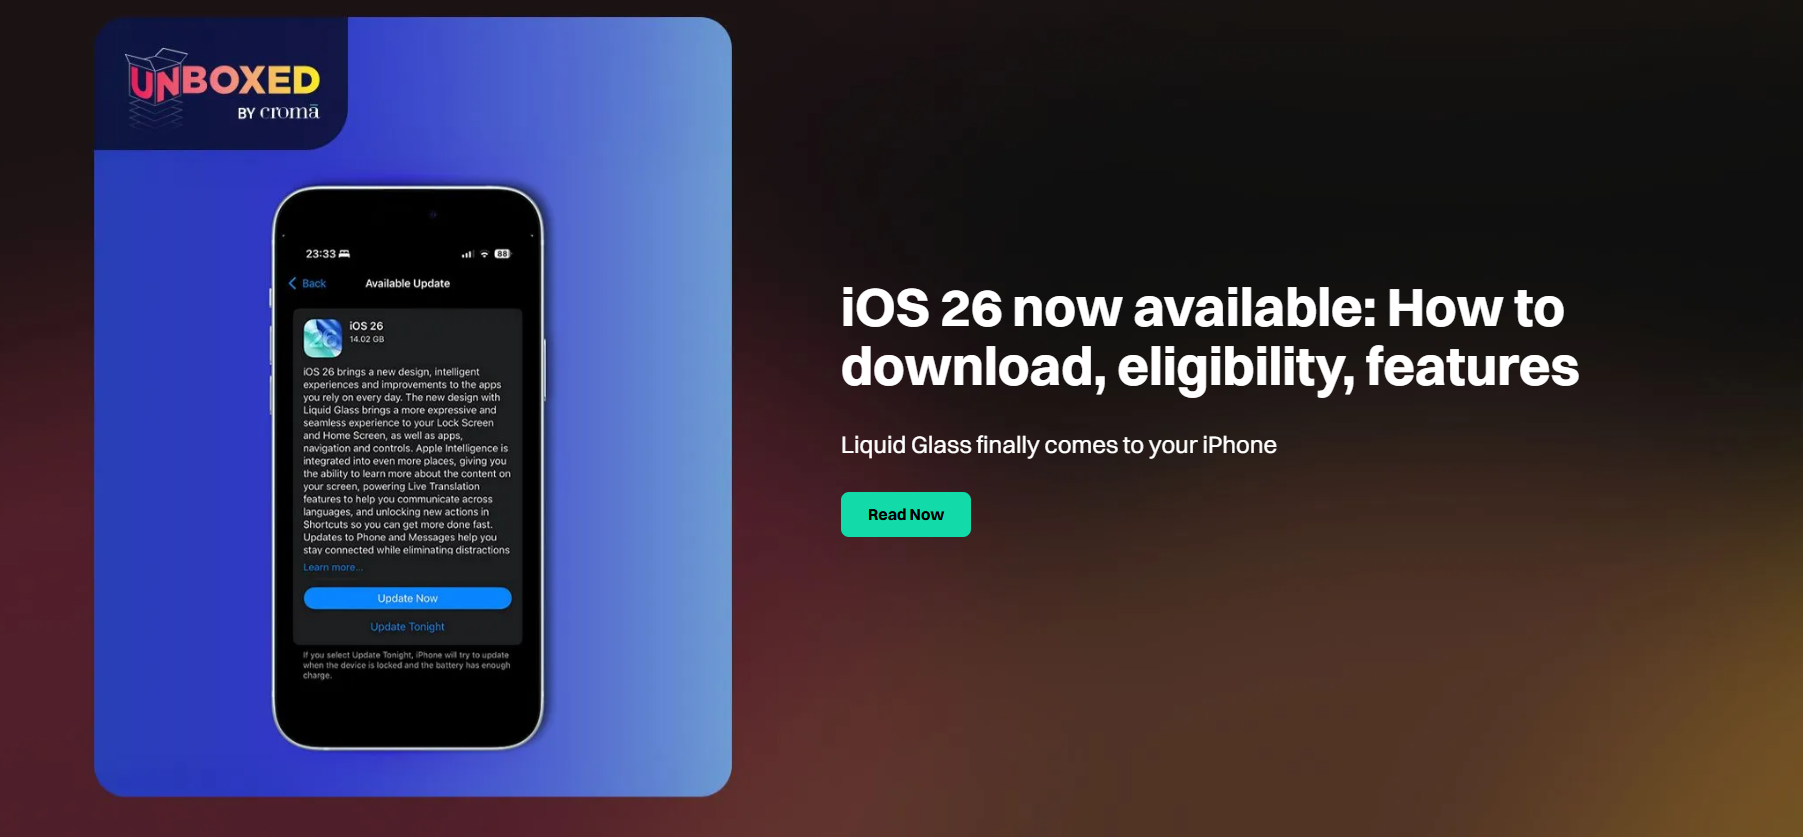 UNBOXED
BY cromā
23:33
88
Back
Available Update
26
iOS 26
14.02 GB
iOS 26 brings a new design, intelligent
experiences and improvements to the apps
you rely on every day. The new design with
Liquid Glass brings a more expressive and
seamless experience to your Lock Screen
and Home Screen, as well as apps,
navigation and controls. Apple Intelligence is
integrated into even more places, giving you
the ability to learn more about the content on
your screen, powering Live Translation
features to help you communicate across
languages, and unlocking new actions in
Shortcuts so you can get more done fast.
Updates to Phone and Messages help you
stay connected while eliminating distractions
Learn more...
Update Now
Update Tonight
If you select Update Tonight, iPhone will try to update
when the device is locked and the battery has enough
charge.
iOS 26 now available: How to
download, eligibility, features
Liquid Glass finally comes to your iPhone
Read Now